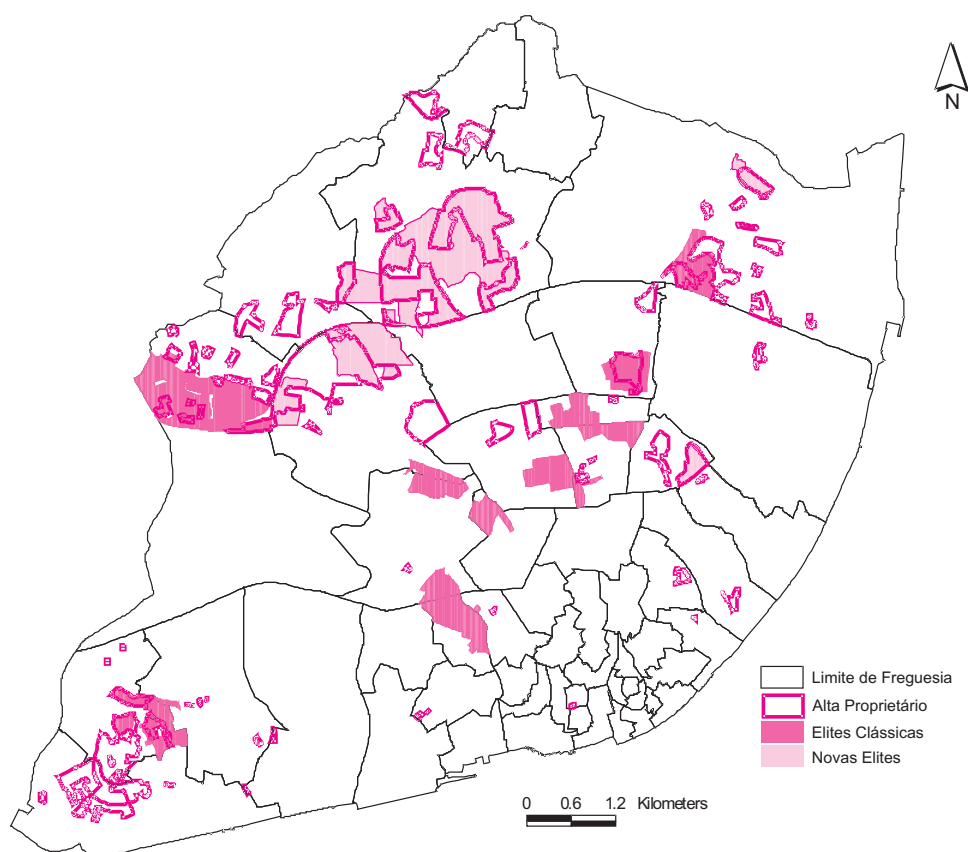 N
Limite de Freguesia
Alta Proprietário
Elites Clássicas
Novas Elites
0 0.6 1.2 Kilometers